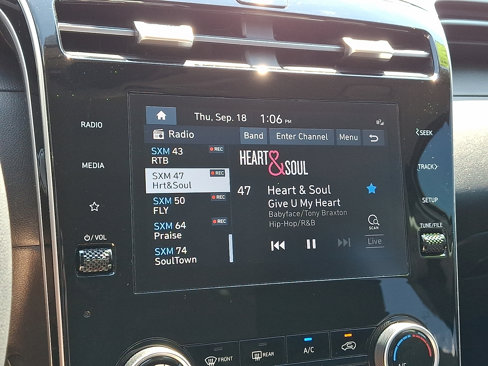 Thu, Sep. 18 1:06 PM
Radio Band Enter Channel Menu
SXM 43 REC
RTB
SXM 47 REC
Hrt&Soul
SXM 50 REC
FLY
SXM 64 REC
Praise
SXM 74
SoulTown
HEART & SOUL
47 Heart & Soul
Give U My Heart
Babyface/Tony Braxton
Hip-Hop/R&B
SCAN
Live
RADIO
MEDIA
VOL
SEEK
TRACK
SETUP
TUNE/FILE
FRONT
REAR
A/C
A/C